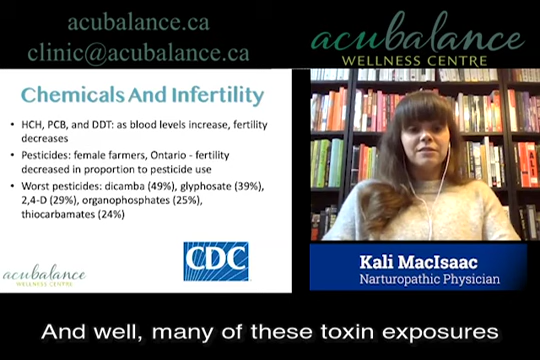 acubalance.ca
clinic@acubalance.ca
acubalance
WELLNESS CENTRE
Chemicals And Infertility
• HCH, PCB, and DDT: as blood levels increase, fertility
decreases
• Pesticides: female farmers, Ontario - fertility
decreased in proportion to pesticide use
• Worst pesticides: dicamba (49%), glyphosate (39%),
2,4-D (29%), organophosphates (25%),
thiocarbamates (24%)
acubalance
WELLNESS CENTRE
CDC
Kali MacIsaac
Narturopathic Physician
And well, many of these toxin exposures